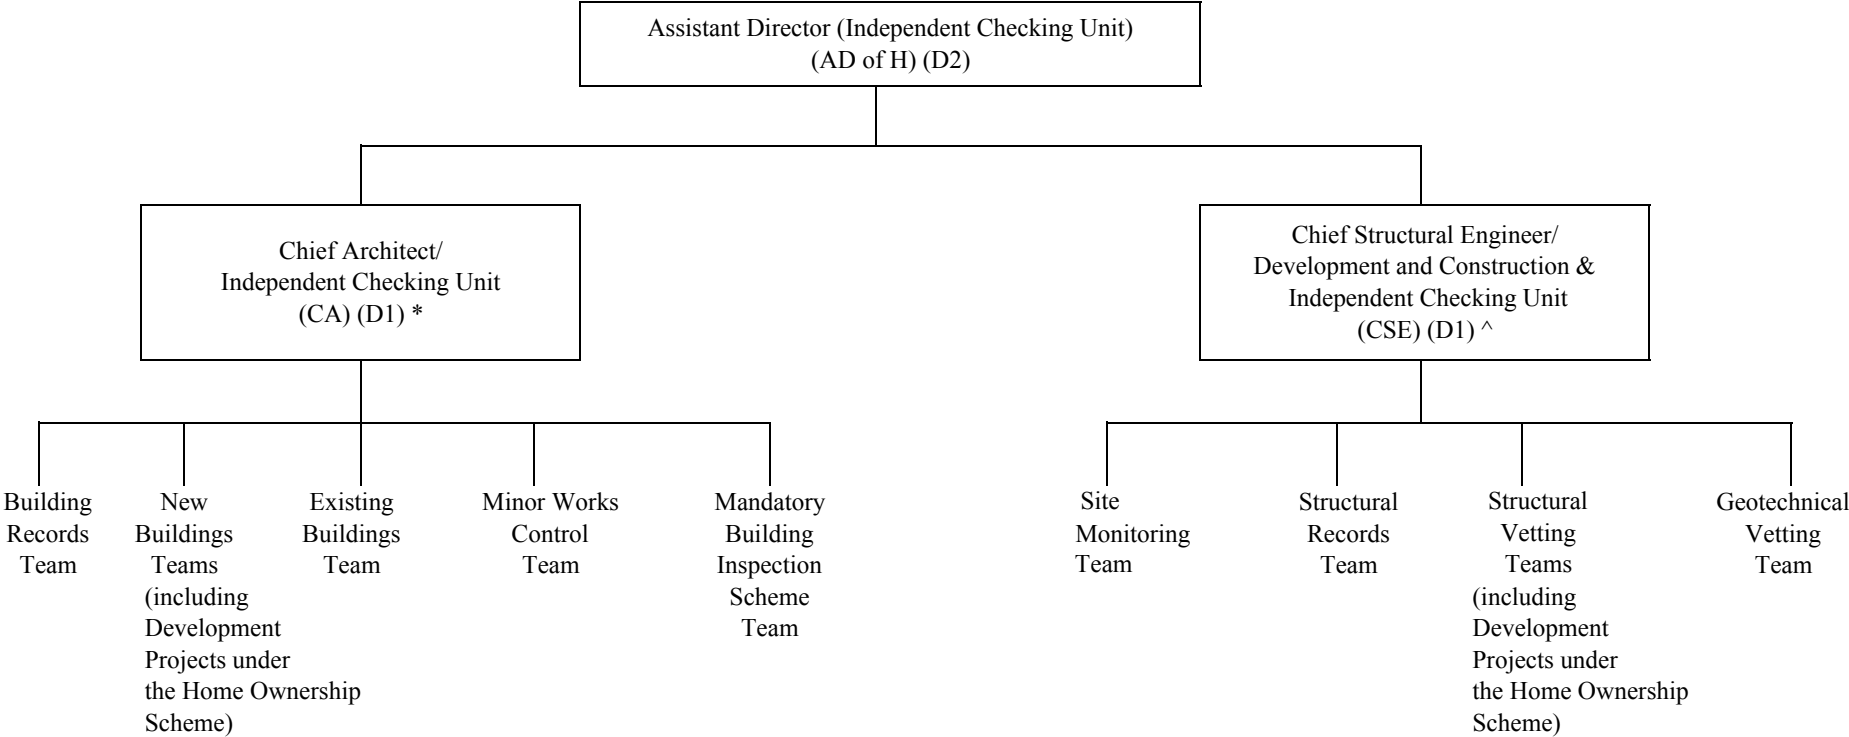 Assistant Director (Independent Checking Unit)
(AD of H) (D2)
Chief Architect/
Independent Checking Unit
(CA) (D1) *
Chief Structural Engineer/
Development and Construction &
Independent Checking Unit
(CSE) (D1) ^
Building
Records
Team
New
Buildings
Teams
(including
Development
Projects under
the Home Ownership
Scheme)
Existing
Buildings
Team
Minor Works
Control
Team
Mandatory
Building
Inspection
Scheme
Team
Site
Monitoring
Team
Structural
Records
Team
Structural
Vetting
Teams
(including
Development
Projects under
the Home Ownership
Scheme)
Geotechnical
Vetting
Team